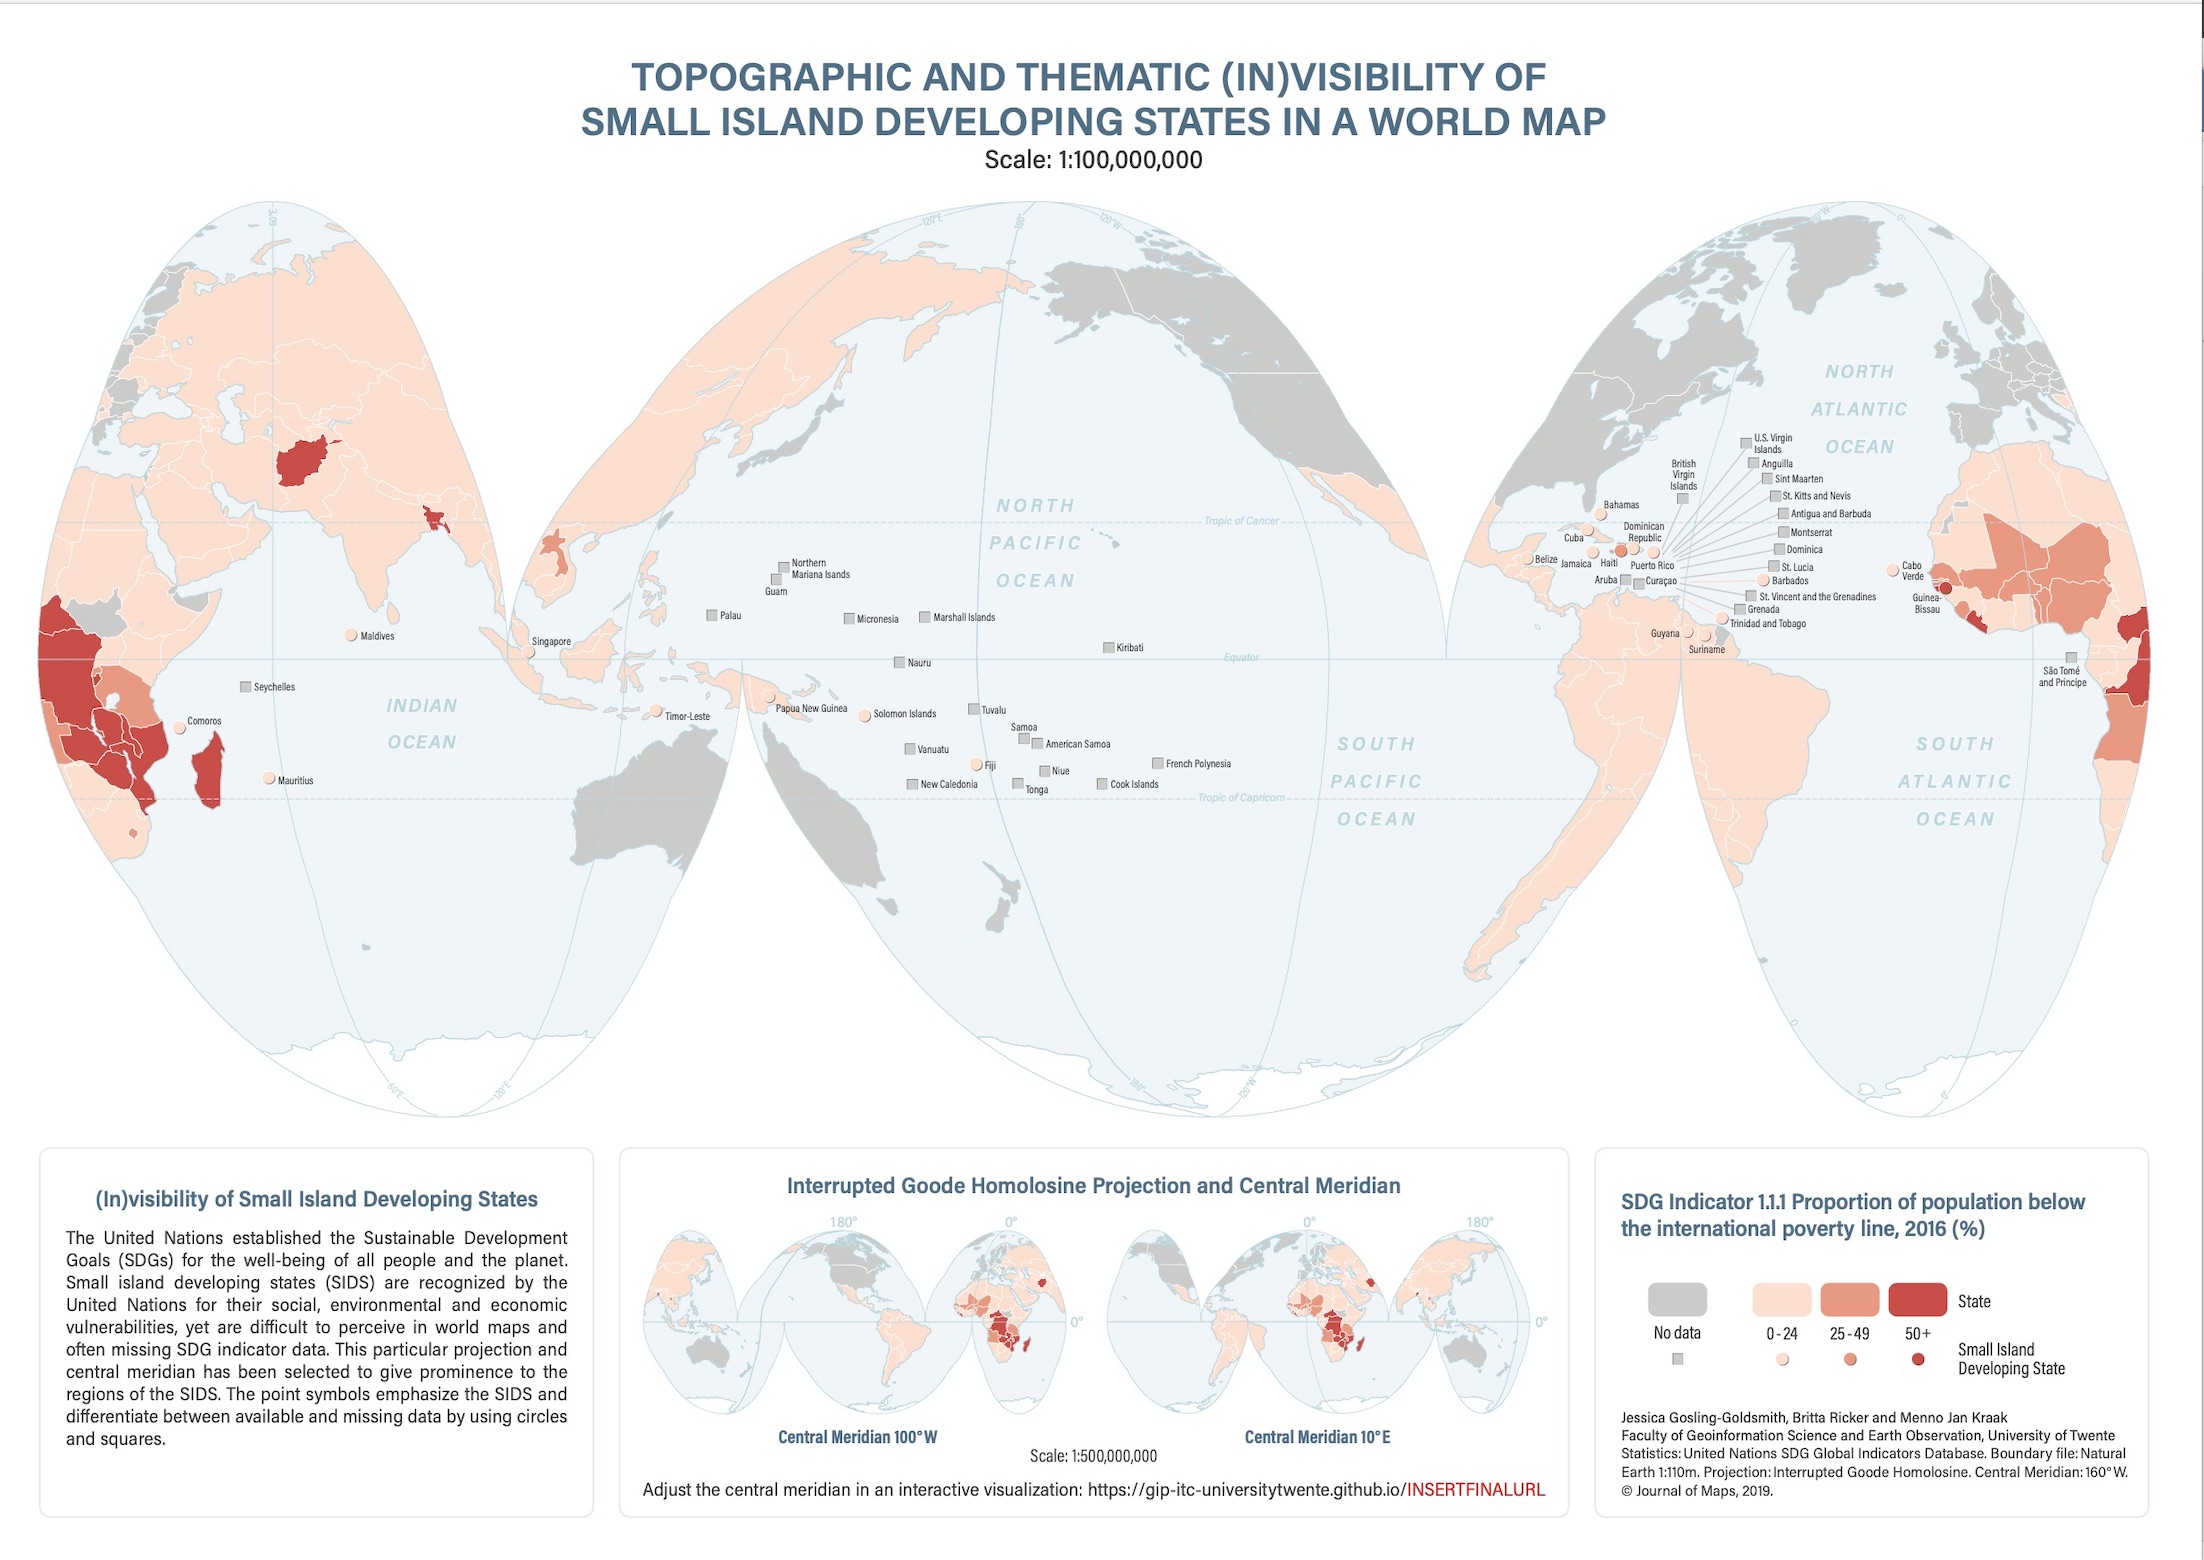 TOPOGRAPHIC AND THEMATIC (IN)VISIBILITY OF
SMALL ISLAND DEVELOPING STATES IN A WORLD MAP
Scale: 1:100,000,000
60°E
120°E
180°
120°W
60°W
0°
NORTH
ATLANTIC
OCEAN
U.S. Virgin
Islands
British
Virgin
Islands
Anguilla
Sint Maarten
St. Kitts and Nevis
Antigua and Barbuda
Montserrat
Dominica
St. Lucia
Barbados
St. Vincent and the Grenadines
Grenada
Trinidad and Tobago
Bahamas
Cuba
Dominican
Republic
Belize
Jamaica
Haiti
Puerto Rico
Aruba
Curaçao
Guyana
Suriname
Cabo
Verde
Guinea-
Bissau
São Tomé
and Principe
NORTH
PACIFIC
OCEAN
Tropic of Cancer
Northern
Mariana Isands
Guam
Palau
Micronesia
Marshall Islands
Maldives
Singapore
Kiribati
Nauru
Equator
Seychelles
INDIAN
OCEAN
Comoros
Mauritius
Timor-Leste
Papua New Guinea
Solomon Islands
Tuvalu
Samoa
American Samoa
Vanuatu
Fiji
Niue
French Polynesia
New Caledonia
Tonga
Cook Islands
Tropic of Capricorn
SOUTH
PACIFIC
OCEAN
SOUTH
ATLANTIC
OCEAN
60°E
120°E
180°
120°W
0°
(In)visibility of Small Island Developing States
The United Nations established the Sustainable Development
Goals (SDGs) for the well-being of all people and the planet.
Small island developing states (SIDS) are recognized by the
United Nations for their social, environmental and economic
vulnerabilities, yet are difficult to perceive in world maps and
often missing SDG indicator data. This particular projection and
central meridian has been selected to give prominence to the
regions of the SIDS. The point symbols emphasize the SIDS and
differentiate between available and missing data by using circles
and squares.
Interrupted Goode Homolosine Projection and Central Meridian
180°
0°
0°
180°
0°
0°
Central Meridian 100°W
Central Meridian 10°E
Scale: 1:500,000,000
Adjust the central meridian in an interactive visualization: https://gip-itc-universitytwente.github.io/INSERTFINALURL
SDG Indicator 1.1.1 Proportion of population below
the international poverty line, 2016 (%)
State
No data
0-24
25-49
50+
Small Island
Developing State
Jessica Gosling-Goldsmith, Britta Ricker and Menno Jan Kraak
Faculty of Geoinformation Science and Earth Observation, University of Twente
Statistics: United Nations SDG Global Indicators Database. Boundary file: Natural
Earth 1:110m. Projection: Interrupted Goode Homolosine. Central Meridian: 160°W.
© Journal of Maps, 2019.